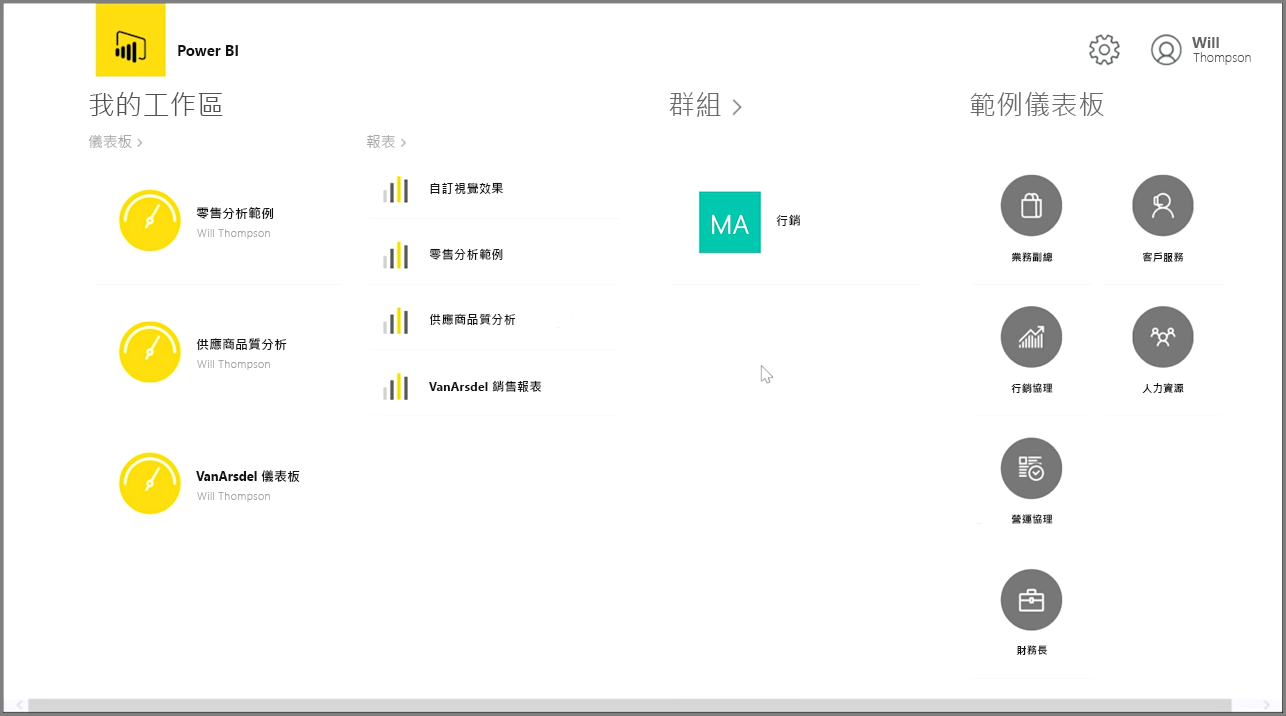 Power BI
Will
Thompson
我的工作區
儀表板
零售分析範例
Will Thompson
供應商品質分析
Will Thompson
VanArsdel 儀表板
Will Thompson
報表
自訂視覺效果
零售分析範例
供應商品質分析
VanArsdel 銷售報表
群組
MA
行銷
範例儀表板
業務副總
客戶服務
行銷協理
人力資源
營運協理
財務長